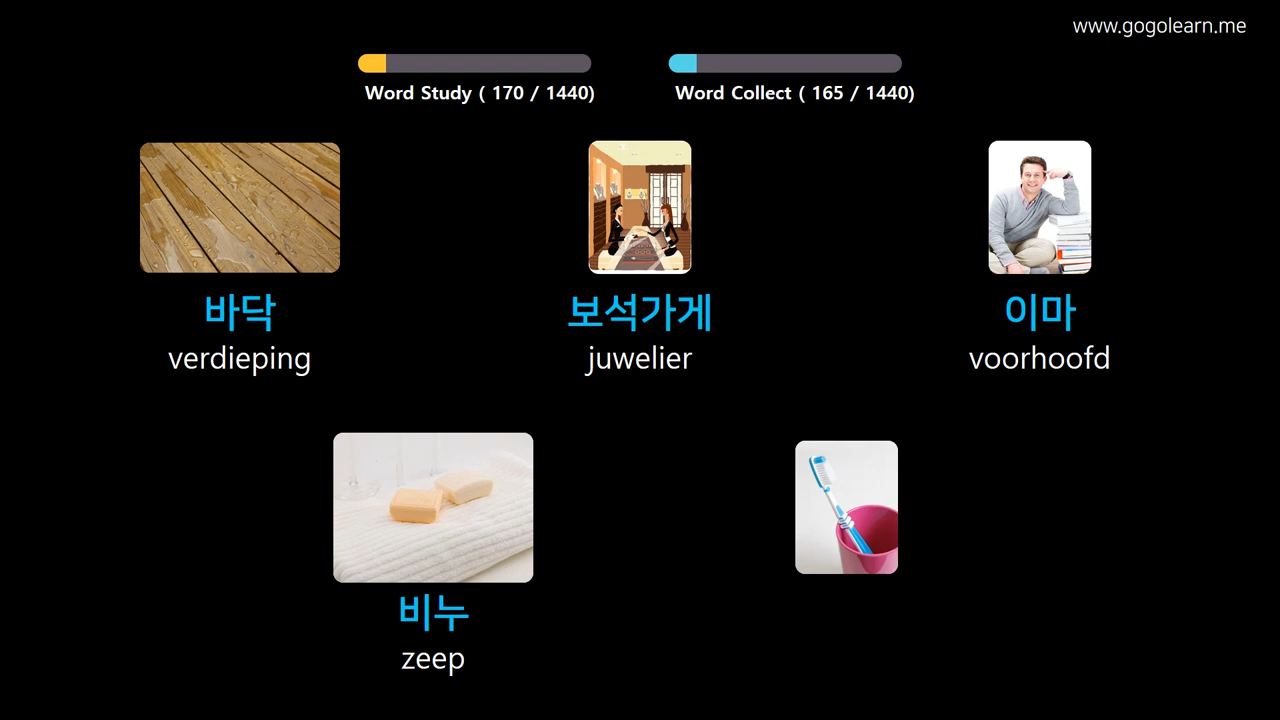 www.gogolearn.me
Word Study ( 170 / 1440)
Word Collect ( 165 / 1440)
바닥
verdieping
보석가게
juwelier
이마
voorhoofd
비누
zeep